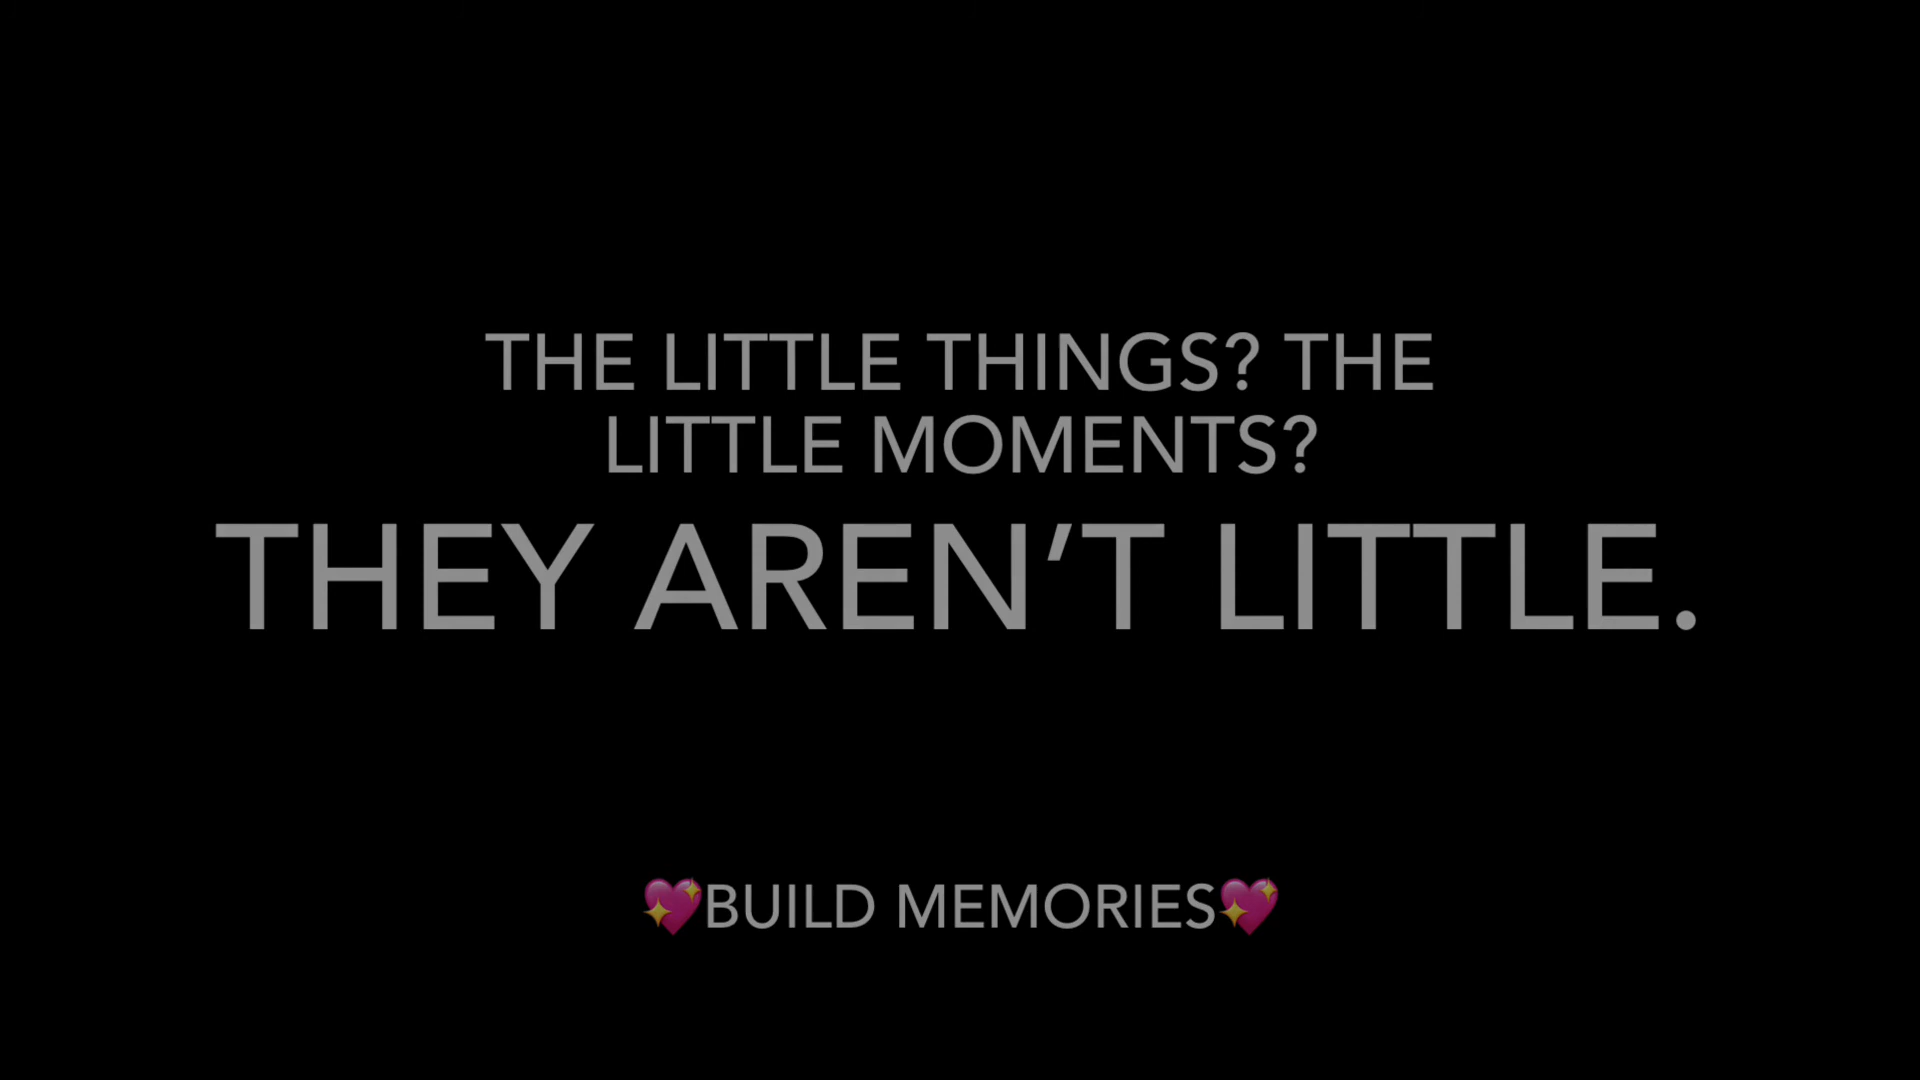 THE LITTLE THINGS? THE
LITTLE MOMENTS?
THEY AREN’T LITTLE.
💖BUILD MEMORIES💖